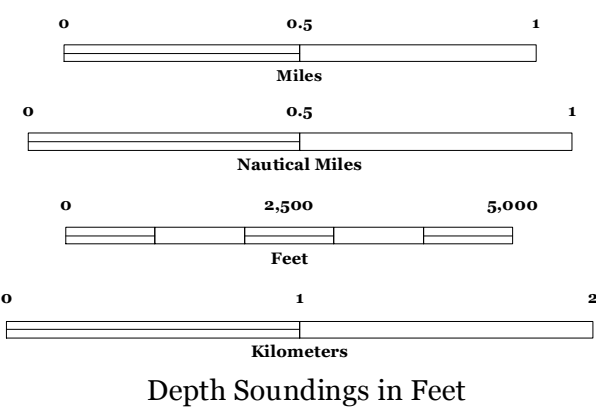 0 0.5 1
Miles
0 0.5 1
Nautical Miles
0 2,500 5,000
Feet
0 1 2
Kilometers
Depth Soundings in Feet